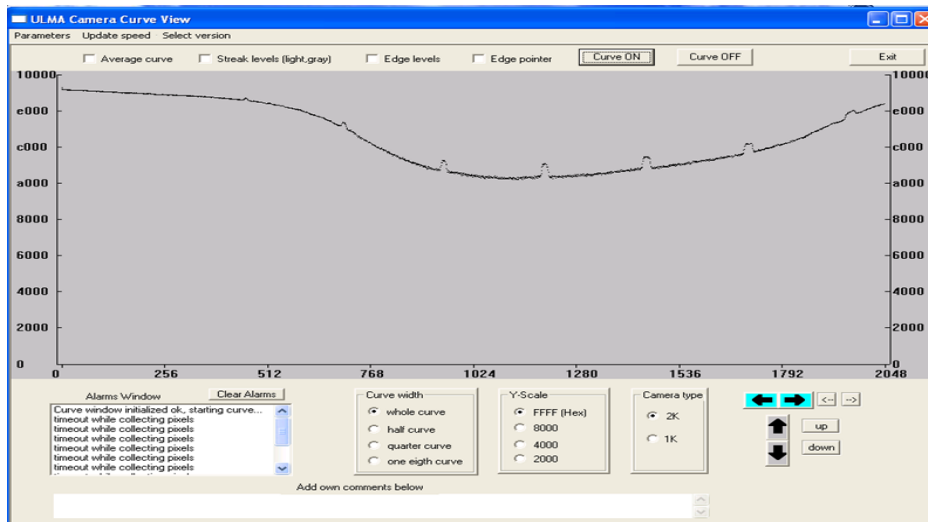 ULMA Camera Curve View
Parameters Update speed Select version
Average curve Streak levels (light,gray) Edge levels Edge pointer Curve ON Curve OFF Exit
10000 10000
e000 e000
c000 c000
a000 a000
8000 8000
6000 6000
4000 4000
2000 2000
0 0
0 256 512 768 1024 1280 1536 1792 2048
Alarms Window Clear Alarms
Curve window initialized ok, starting curve...
timeout while collecting pixels
timeout while collecting pixels
timeout while collecting pixels
timeout while collecting pixels
timeout while collecting pixels
timeout while collecting pixels
Curve width
whole curve
half curve
quarter curve
one eigth curve
Y-Scale
FFFF (Hex)
8000
4000
2000
Camera type
2K
1K
<-- -->
up
down
Add own comments below